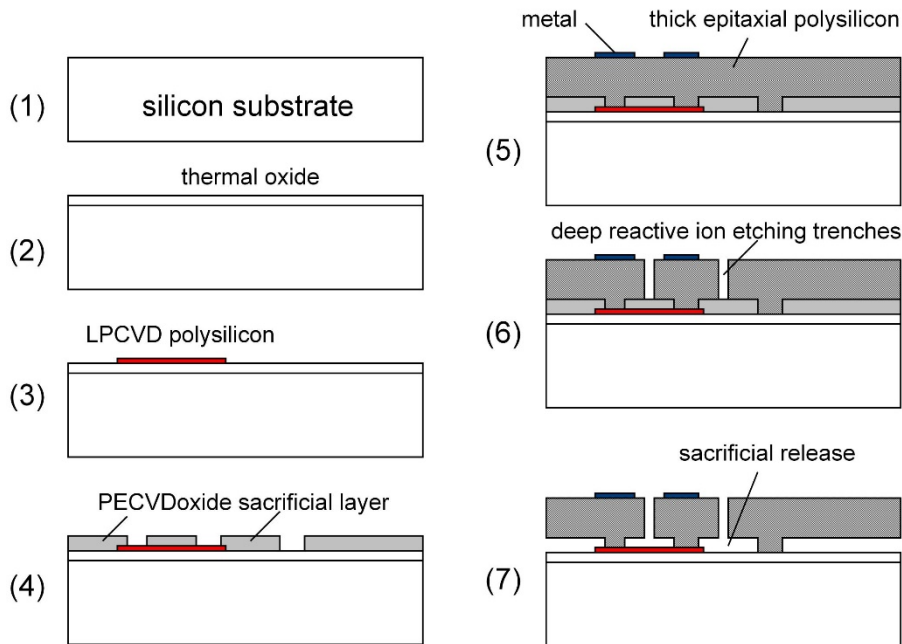 (1)
silicon substrate
thermal oxide
(2)
LPCVD polysilicon
(3)
PECVDoxide sacrificial layer
(4)
metal
thick epitaxial polysilicon
(5)
deep reactive ion etching trenches
(6)
sacrificial release
(7)